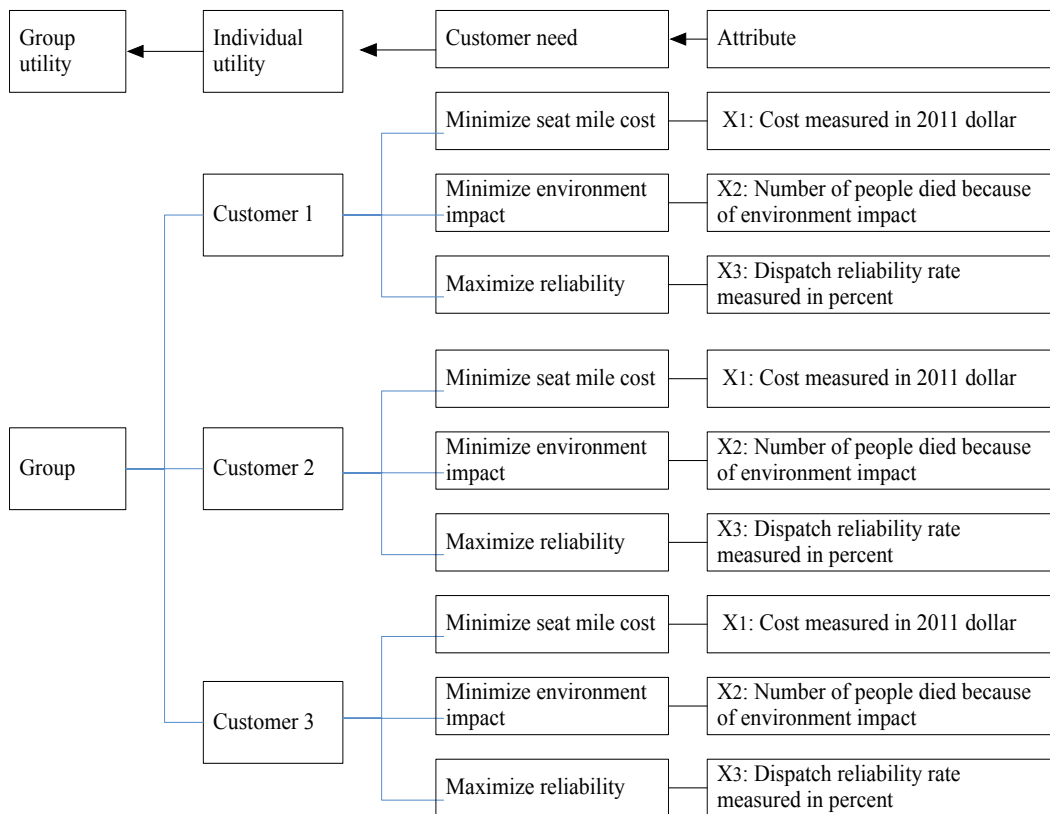 Group
utility
Individual
utility
Customer need
Attribute
Minimize seat mile cost
X1: Cost measured in 2011 dollar
Customer 1
Minimize environment
impact
X2: Number of people died because
of environment impact
Maximize reliability
X3: Dispatch reliability rate
measured in percent
Group
Customer 2
Minimize seat mile cost
X1: Cost measured in 2011 dollar
Minimize environment
impact
X2: Number of people died because
of environment impact
Maximize reliability
X3: Dispatch reliability rate
measured in percent
Customer 3
Minimize seat mile cost
X1: Cost measured in 2011 dollar
Minimize environment
impact
X2: Number of people died because
of environment impact
Maximize reliability
X3: Dispatch reliability rate
measured in percent